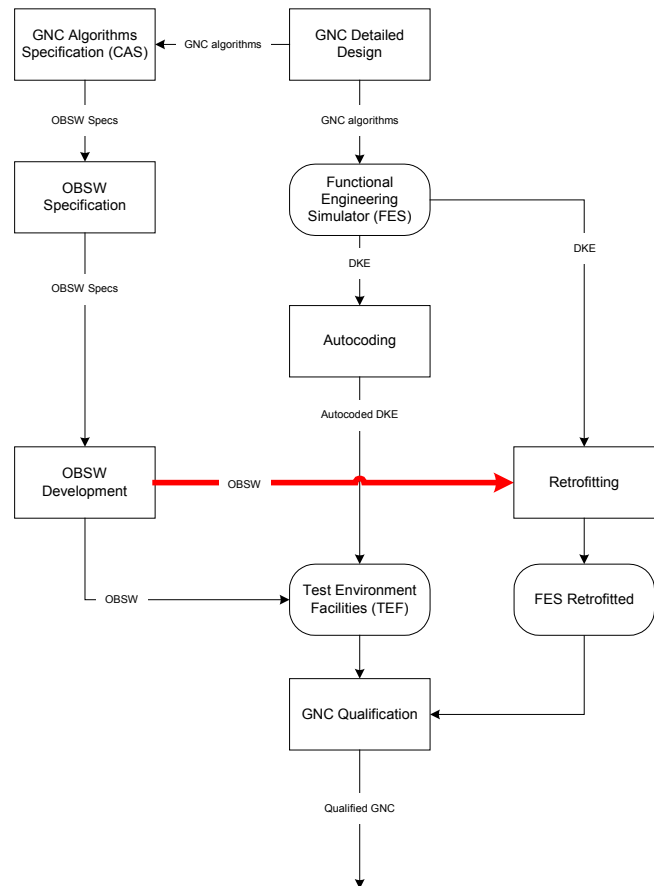 GNC Algorithms
Specification (CAS)
GNC algorithms
GNC Detailed
Design
OBSW Specs
GNC algorithms
OBSW
Specification
Functional
Engineering
Simulator (FES)
DKE
DKE
OBSW Specs
Autocoding
Autocoded DKE
OBSW
Development
OBSW
Retrofitting
OBSW
Test Environment
Facilities (TEF)
FES Retrofitted
GNC Qualification
Qualified GNC